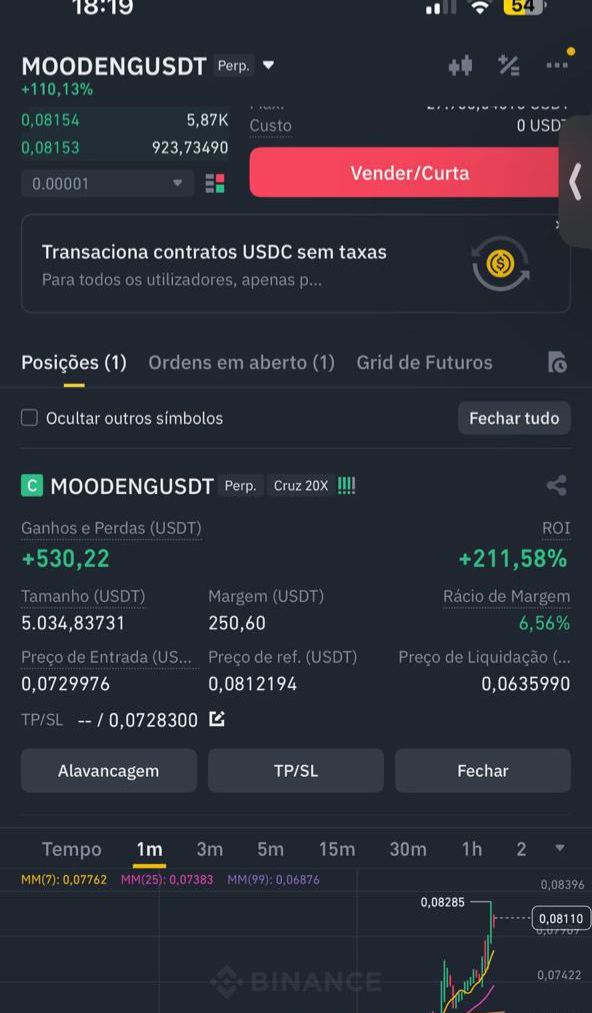 18:19
54
MOODENGUSDT Perp.
+110,13%
0,08154 5,87K
0,08153 923,73490
Custo 0 USDT
0.00001
Vender/Curta
Transaciona contratos USDC sem taxas
Para todos os utilizadores, apenas p...
Posições (1) Ordens em aberto (1) Grid de Futuros
Ocultar outros símbolos
Fechar tudo
C MOODENGUSDT Perp. Cruz 20X !!!!
Ganhos e Perdas (USDT) ROI
+530,22 +211,58%
Tamanho (USDT) Margem (USDT) Rácio de Margem
5.034,83731 250,60 6,56%
Preço de Entrada (US... Preço de ref. (USDT) Preço de Liquidação (...
0,0729976 0,0812194 0,0635990
TP/SL -- / 0,0728300
Alavancagem TP/SL Fechar
Tempo 1m 3m 5m 15m 30m 1h 2
MM(7): 0,07762 MM(25): 0,07383 MM(99): 0,06876
0,08396
0,08285
0,08110
0,07422
BINANCE